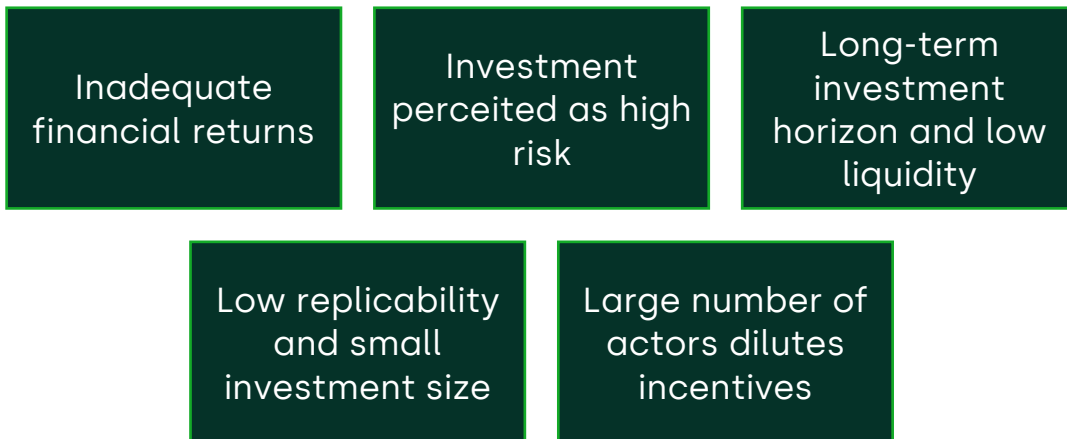 Inadequate
financial returns
Investment
perceited as high
risk
Long-term
investment
horizon and low
liquidity
Low replicability
and small
investment size
Large number of
actors dilutes
incentives